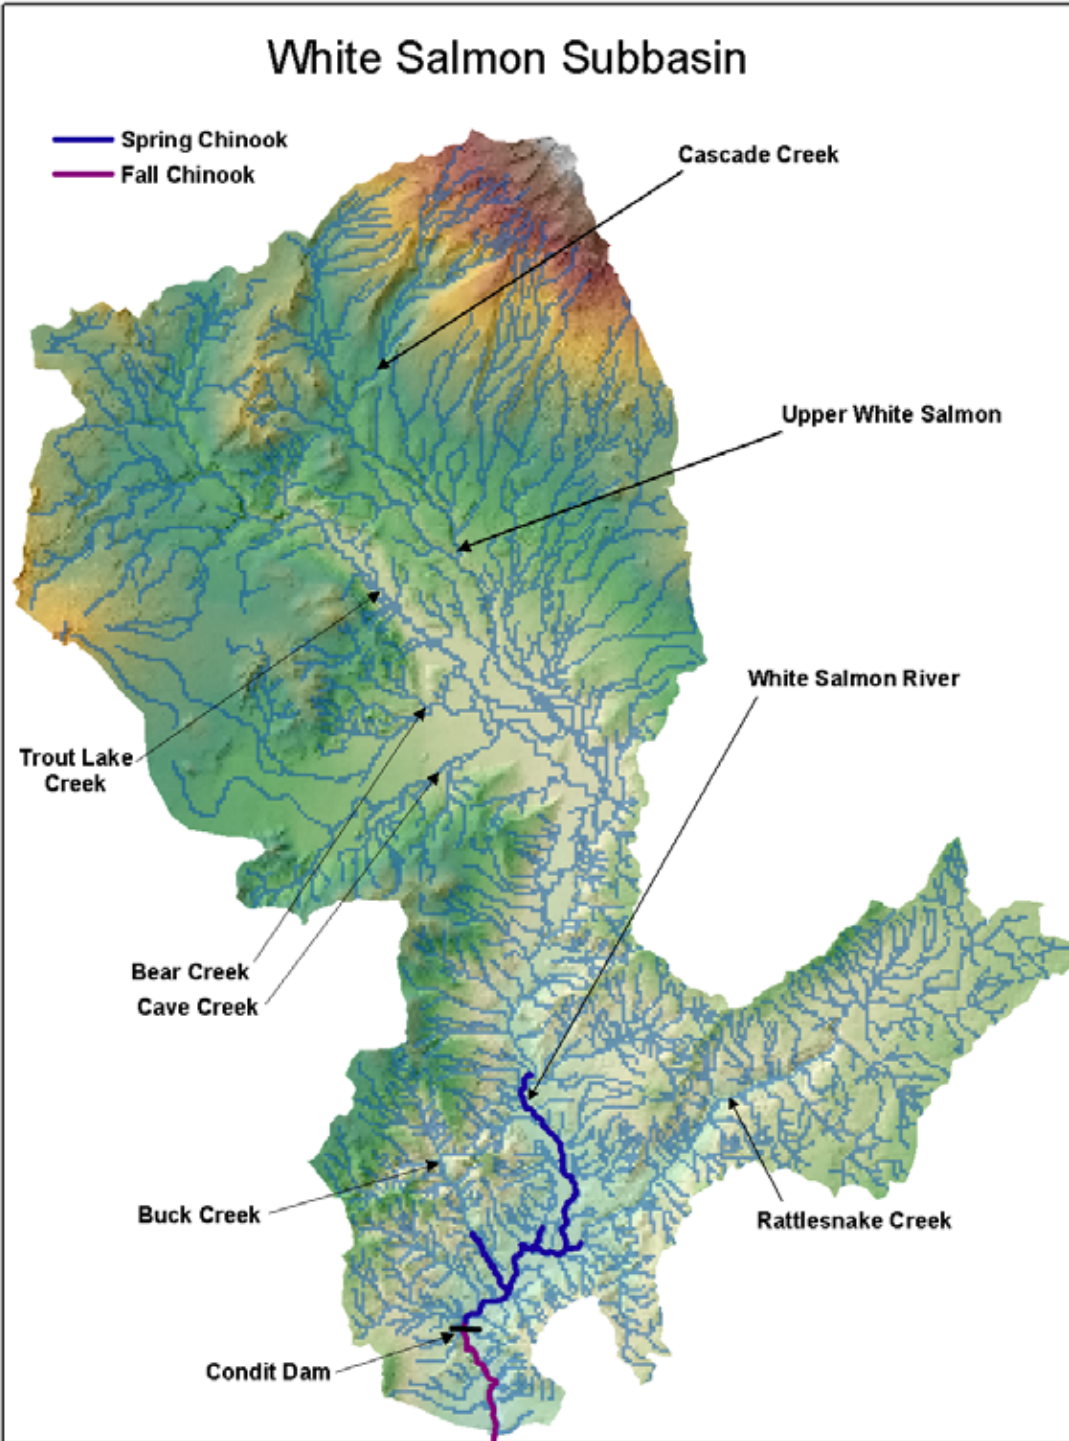 White Salmon Subbasin
Spring Chinook
Fall Chinook
Cascade Creek
Upper White Salmon
White Salmon River
Trout Lake
Creek
Bear Creek
Cave Creek
Buck Creek
Rattlesnake Creek
Condit Dam